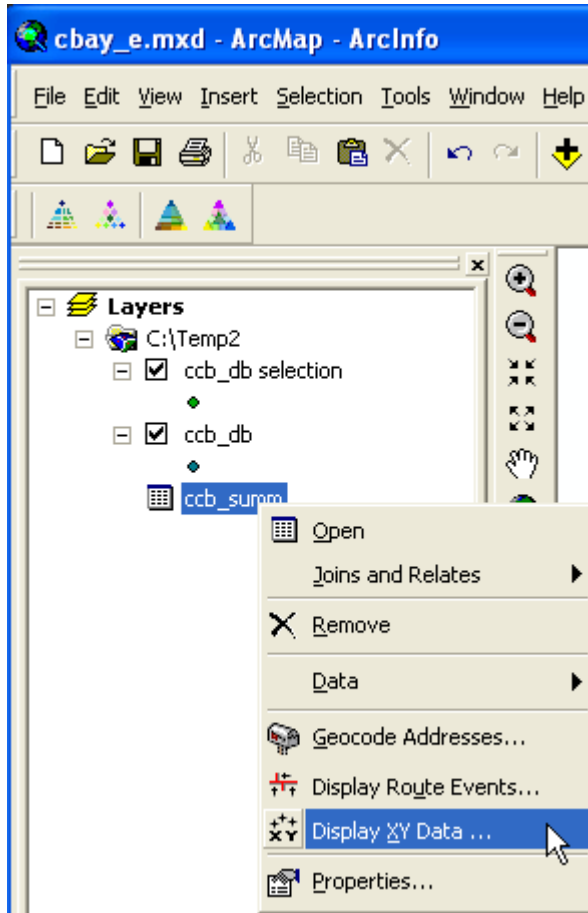 cbay_e.mxd - ArcMap - ArcInfo
File Edit View Insert Selection Tools Window Help
Layers
C:\Temp2
ccb_db selection
ccb_db
ccb_summ
Open
Joins and Relates
Remove
Data
Geocode Addresses...
Display Route Events...
XY Display XY Data ...
Properties...